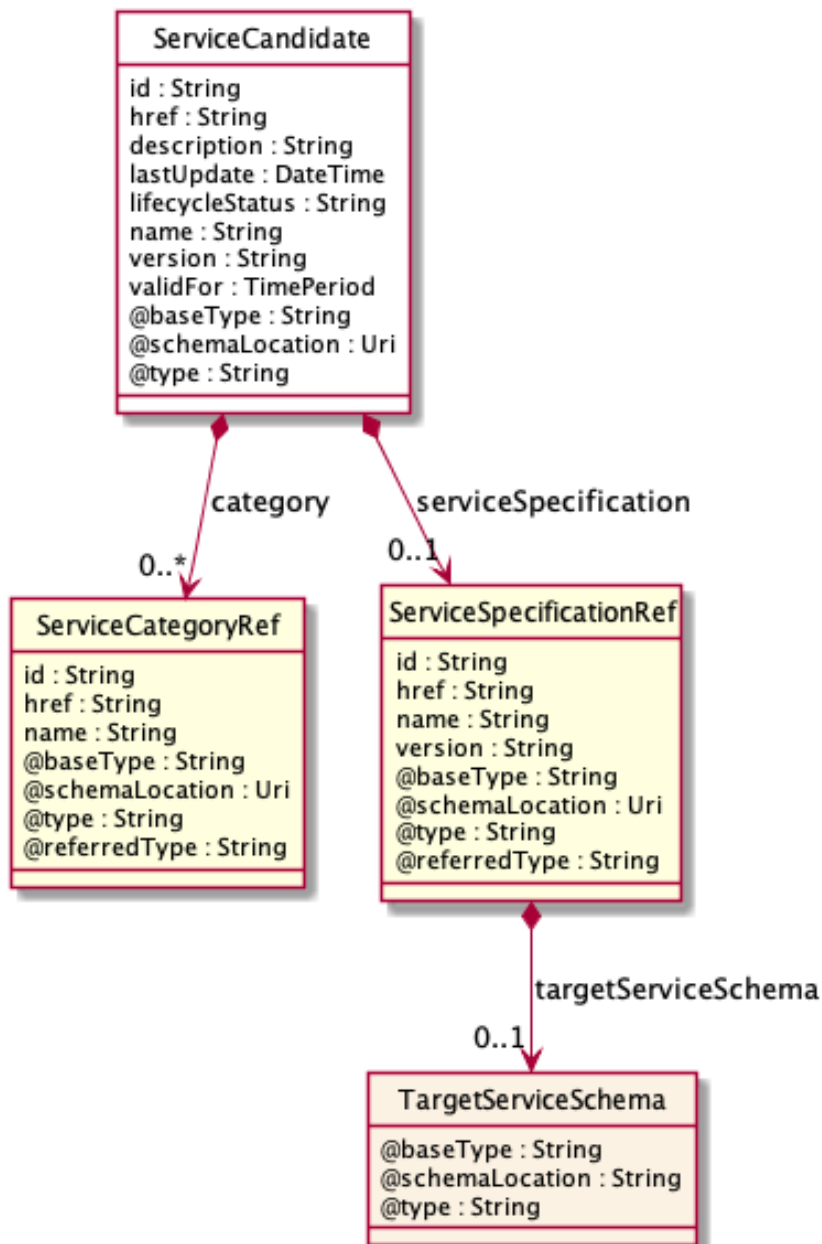 ServiceCandidate
id : String
href : String
description : String
lastUpdate : DateTime
lifecycleStatus : String
name : String
version : String
validFor : TimePeriod
@baseType : String
@schemaLocation : Uri
@type : String
category
serviceSpecification
0..*
0..1
ServiceCategoryRef
id : String
href : String
name : String
@baseType : String
@schemaLocation : Uri
@type : String
@referredType : String
ServiceSpecificationRef
id : String
href : String
name : String
version : String
@baseType : String
@schemaLocation : Uri
@type : String
@referredType : String
targetServiceSchema
0..1
TargetServiceSchema
@baseType : String
@schemaLocation : String
@type : String